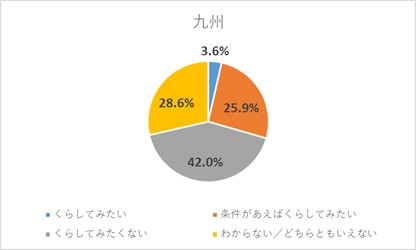 九州
3.6%
25.9%
28.6%
42.0%
くらしてみたい
条件があえばくらしてみたい
くらしてみたくない
わからない／どちらともいえない